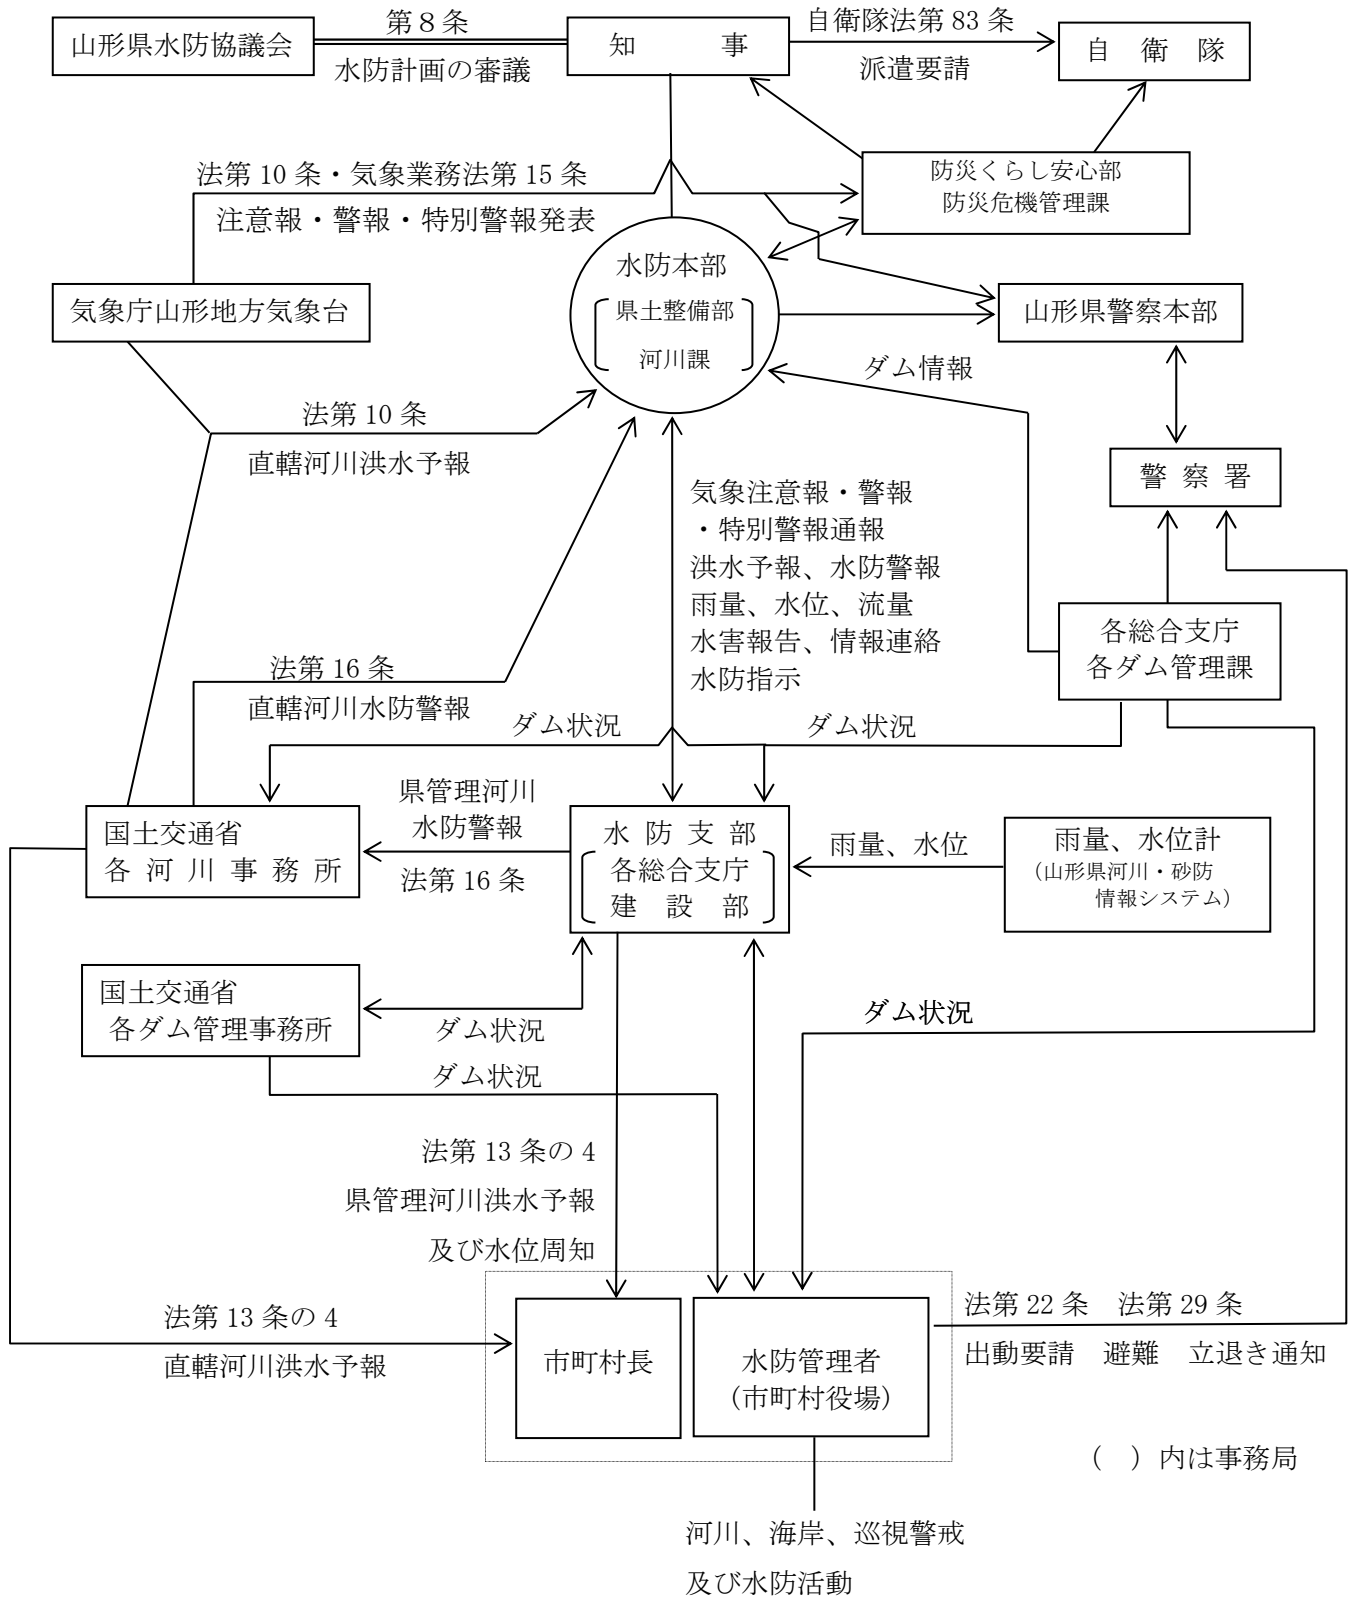 第８条
自衛隊法第 83 条
山形県水防協議会
知 事
自 衛 隊
水防計画の審議
派遣要請
法第 10 条・気象業務法第 15 条
防災くらし安心部
防災危機管理課
注意報・警報・特別警報発表
水防本部
県土整備部
河川課
気象庁山形地方気象台
山形県警察本部
ダム情報
法第 10 条
直轄河川洪水予報
警 察 署
気象注意報・警報
・特別警報通報
洪水予報、水防警報
雨量、水位、流量
水害報告、情報連絡
水防指示
各総合支庁
各ダム管理課
法第 16 条
直轄河川水防警報
ダム状況
ダム状況
県管理河川
水防警報
法第 16 条
国土交通省
各 河 川 事 務 所
水 防 支 部
各総合支庁
建 設 部
雨量、水位
雨量、水位計
（山形県河川・砂防
情報システム）
国土交通省
各ダム管理事務所
ダム状況
ダム状況
ダム状況
法第 13 条の 4
県管理河川洪水予報
及び水位周知
法第 13 条の 4
直轄河川洪水予報
市町村長
水防管理者
（市町村役場）
法第 22 条 法第 29 条
出動要請 避難 立退き通知
（ ）内は事務局
河川、海岸、巡視警戒
及び水防活動